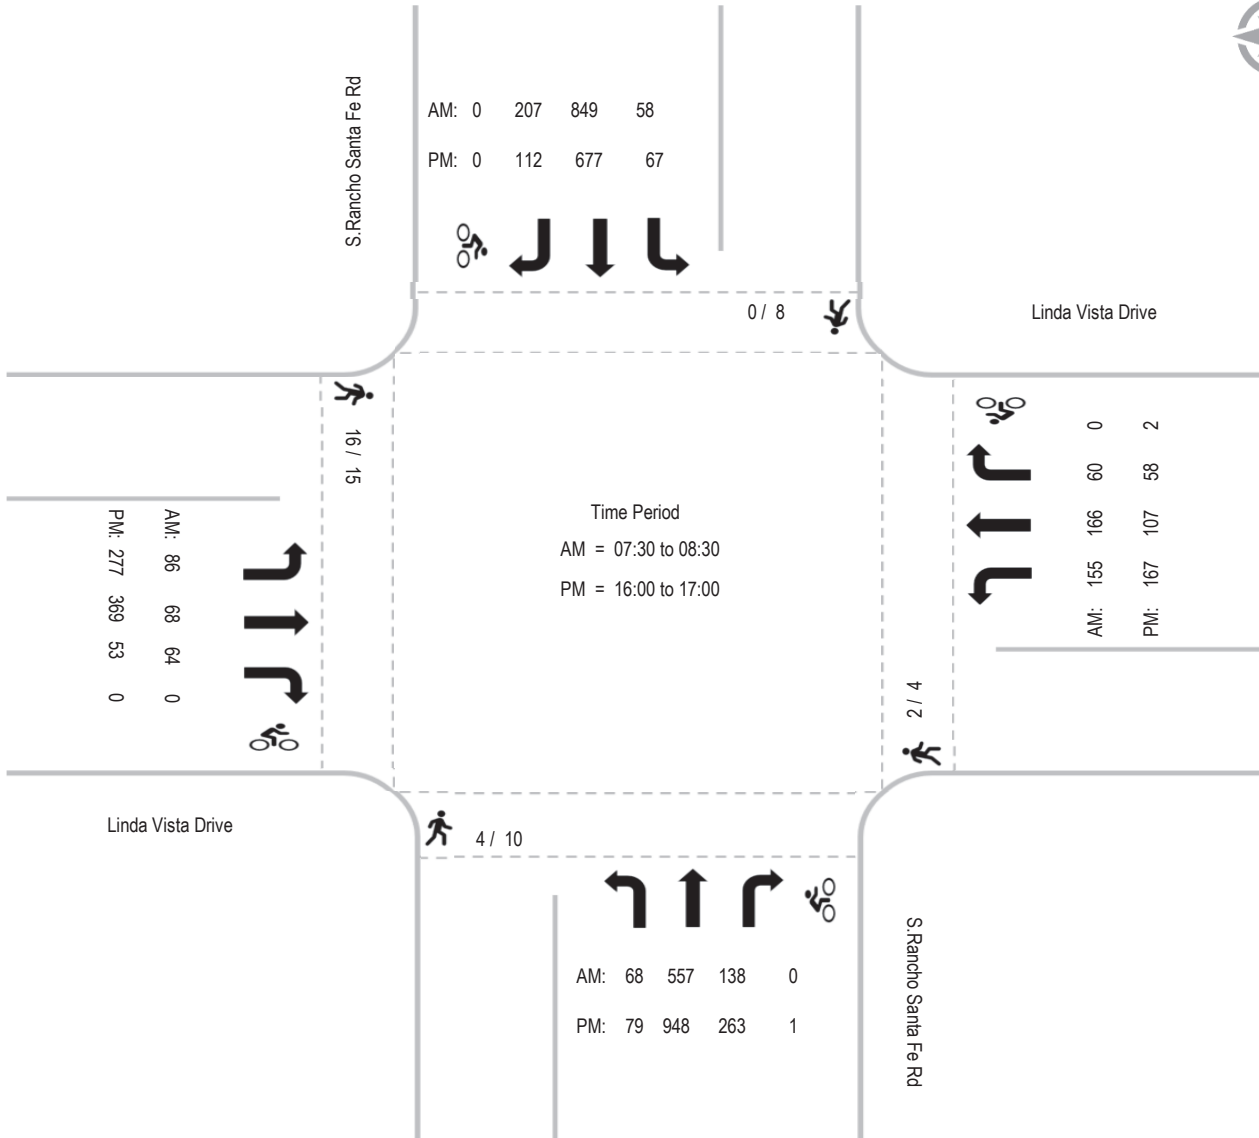 S.Rancho Santa Fe Rd
AM: 0 207 849 58
PM: 0 112 677 67
0 / 8
Linda Vista Drive
16 / 15
AM: 86 68 64 0
PM: 277 369 53 0
Time Period
AM = 07:30 to 08:30
PM = 16:00 to 17:00
AM: 155 166 60 0
PM: 167 107 58 2
2 / 4
Linda Vista Drive
4 / 10
AM: 68 557 138 0
PM: 79 948 263 1
S.Rancho Santa Fe Rd